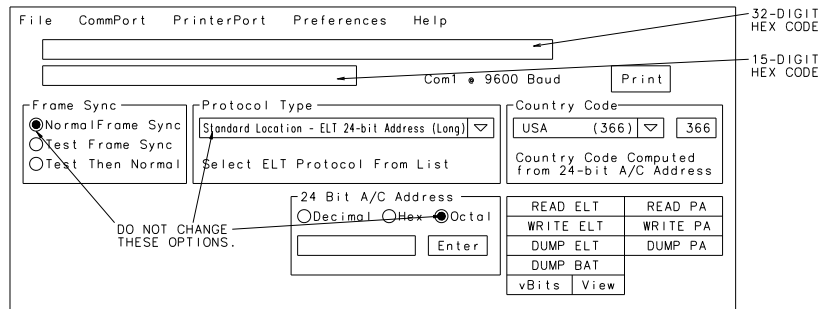 File CommPort PrinterPort Preferences Help
32-DIGIT
HEX CODE
15-DIGIT
HEX CODE
Com1 @ 9600 Baud
Print
Frame Sync
NormalFrame Sync
Test Frame Sync
Test Then Normal
Protocol Type
Standard Location - ELT 24-bit Address (Long)
Select ELT Protocol From List
Country Code
USA (366)
366
Country Code Computed
from 24-bit A/C Address
DO NOT CHANGE
THESE OPTIONS.
24 Bit A/C Address
Decimal Hex Octal
Enter
READ ELT READ PA
WRITE ELT WRITE PA
DUMP ELT DUMP PA
DUMP BAT
vBits View